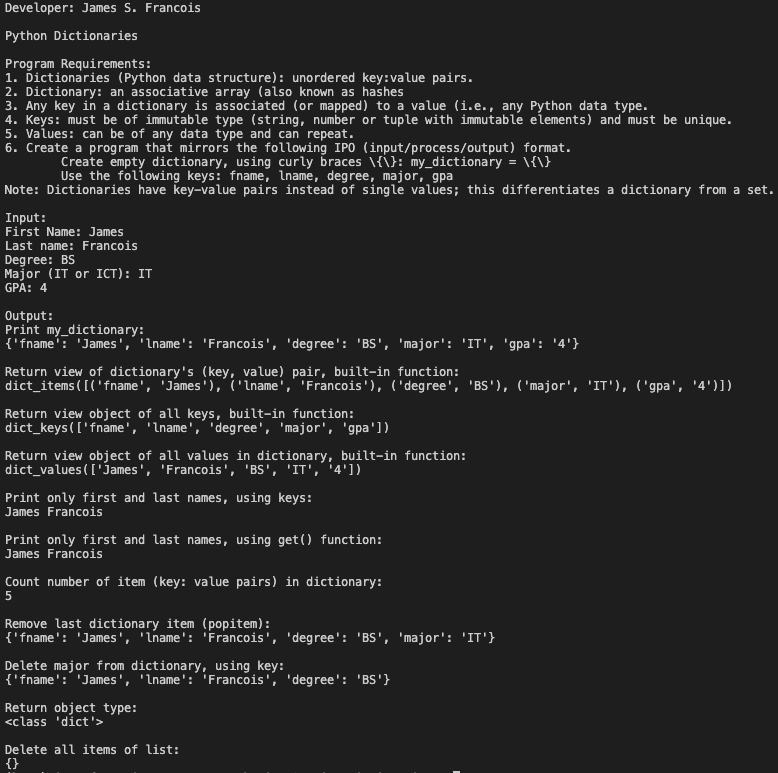 Developer: James S. Francois
Python Dictionaries
Program Requirements:
1. Dictionaries (Python data structure): unordered key:value pairs.
2. Dictionary: an associative array (also known as hashes
3. Any key in a dictionary is associated (or mapped) to a value (i.e., any Python data type.
4. Keys: must be of immutable type (string, number or tuple with immutable elements) and must be unique.
5. Values: can be of any data type and can repeat.
6. Create a program that mirrors the following IPO (input/process/output) format.
Create empty dictionary, using curly braces \{\}: my_dictionary = \{\}
Use the following keys: fname, lname, degree, major, gpa
Note: Dictionaries have key-value pairs instead of single values; this differentiates a dictionary from a set.
Input:
First Name: James
Last name: Francois
Degree: BS
Major (IT or ICT): IT
GPA: 4
Output:
Print my_dictionary:
{'fname': 'James', 'lname': 'Francois', 'degree': 'BS', 'major': 'IT', 'gpa': '4'}
Return view of dictionary's (key, value) pair, built-in function:
dict_items([('fname', 'James'), ('lname', 'Francois'), ('degree', 'BS'), ('major', 'IT'), ('gpa', '4')])
Return view object of all keys, built-in function:
dict_keys(['fname', 'lname', 'degree', 'major', 'gpa'])
Return view object of all values in dictionary, built-in function:
dict_values(['James', 'Francois', 'BS', 'IT', '4'])
Print only first and last names, using keys:
James Francois
Print only first and last names, using get() function:
James Francois
Count number of item (key: value pairs) in dictionary:
5
Remove last dictionary item (popitem):
{'fname': 'James', 'lname': 'Francois', 'degree': 'BS', 'major': 'IT'}
Delete major from dictionary, using key:
{'fname': 'James', 'lname': 'Francois', 'degree': 'BS'}
Return object type:
<class 'dict'>
Delete all items of list:
{}